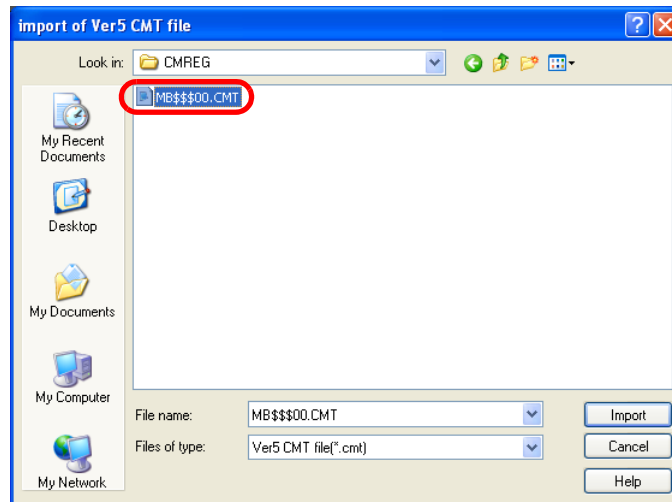 import of Ver5 CMT file
Look in:
CMREG
MB$$$00.CMT
My Recent
Documents
Desktop
My Documents
My Computer
My Network
File name:
MB$$$00.CMT
Import
Files of type:
Ver5 CMT file(*.cmt)
Cancel
Help